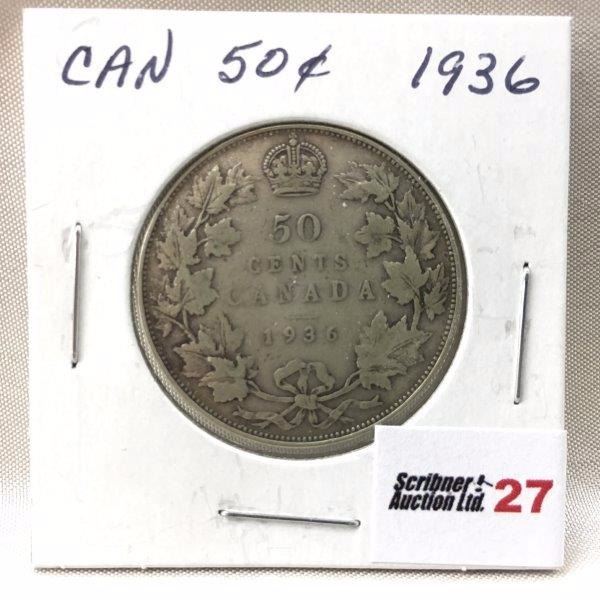 CAN 50¢ 1936
50
CENTS
CANADA
1936
Scribner
Auction Ltd. 27